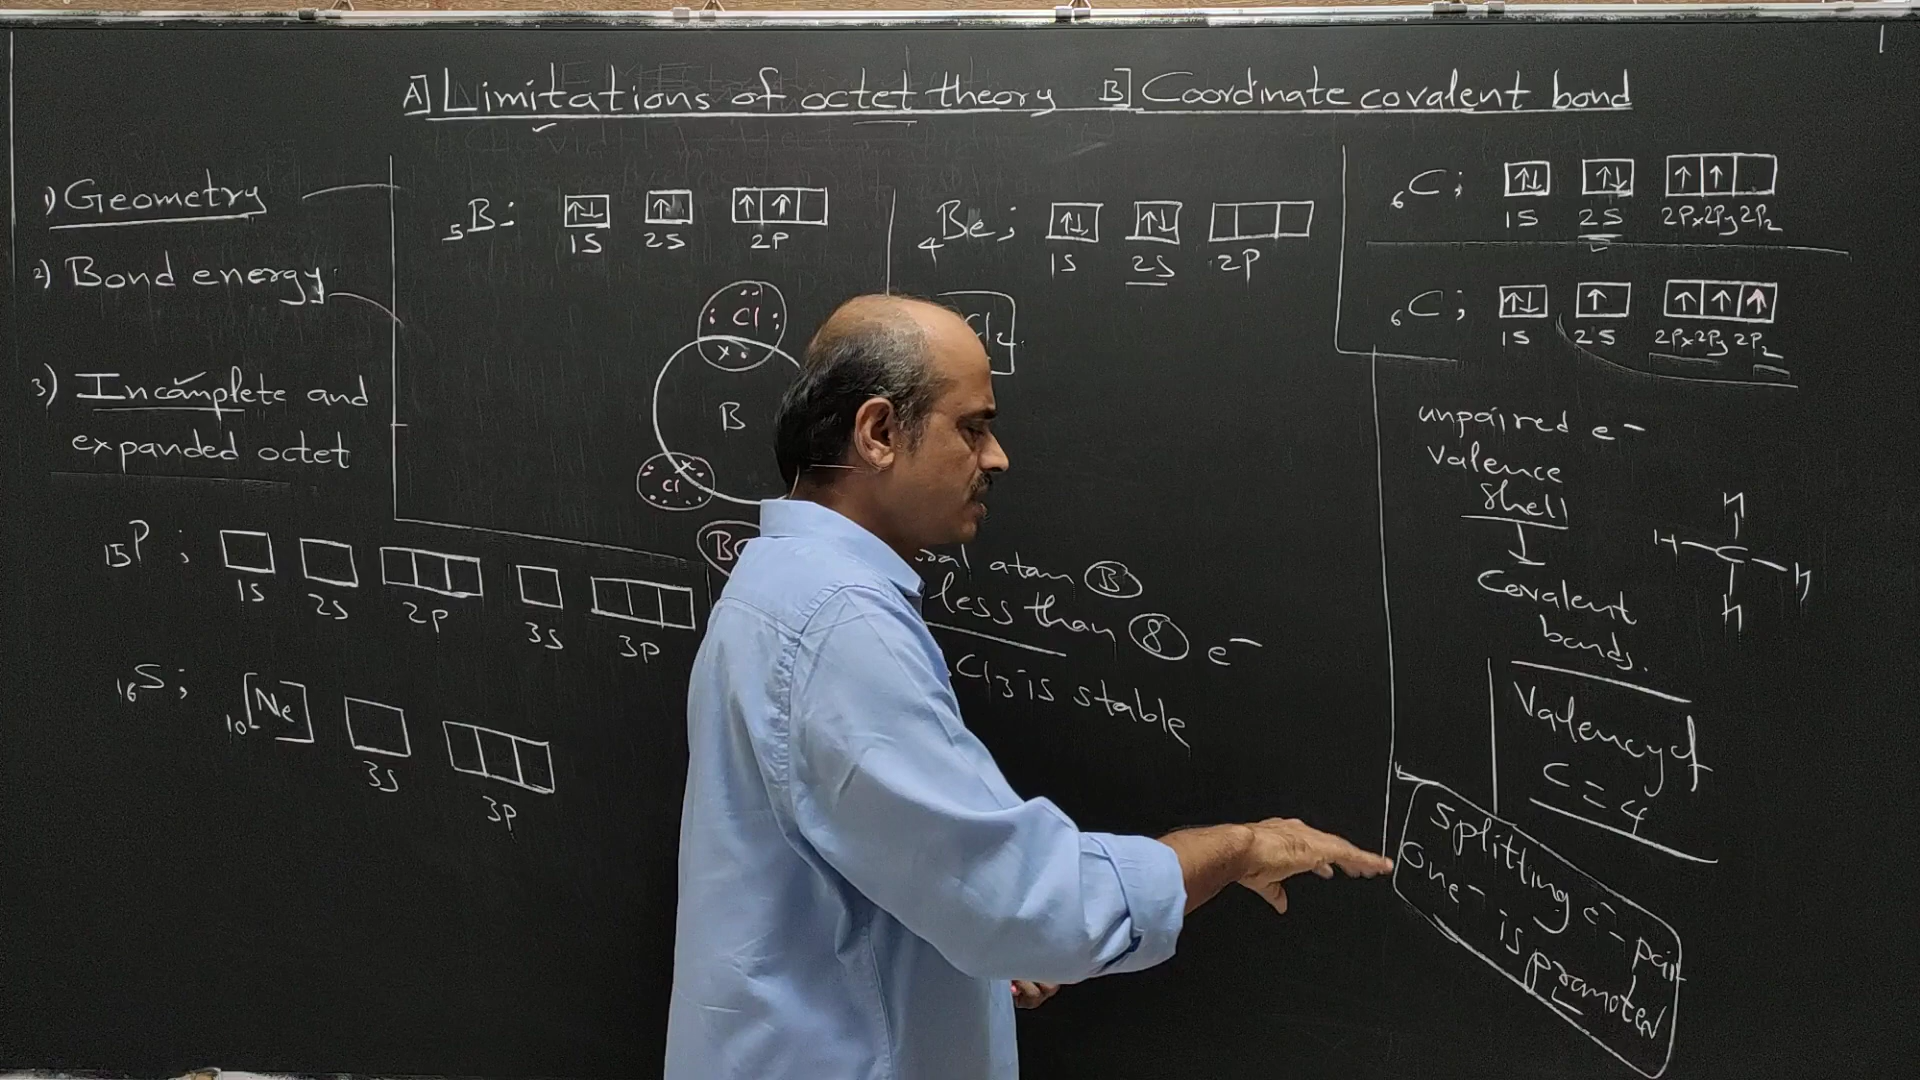 A] Limitations of octet theory B] Coordinate covalent bond
1) Geometry
2) Bond energy
3) Incomplete and
expanded octet
5B: ↑↓ ↑ ↑ ↑
1S 2S 2P
Cl
B
Cl
4Be; ↑↓ ↑↓
1S 2S 2P
atom B
less than 8 e-
Cl3 is stable
6C; ↑↓ ↑↓ ↑ ↑
1S 2S 2Px 2Py 2Pz
6C; ↑↓ ↑ ↑ ↑ ↑
1S 2S 2Px 2Py 2Pz
unpaired e-
Valence
shell
↓
Covalent
bonds.
H
H C H
H
Valency of
C = 4
Splitting e- pair
one- is promoted
15P ;
1S 2S 2P 3S 3P
16S ; 10[Ne]
3S 3P